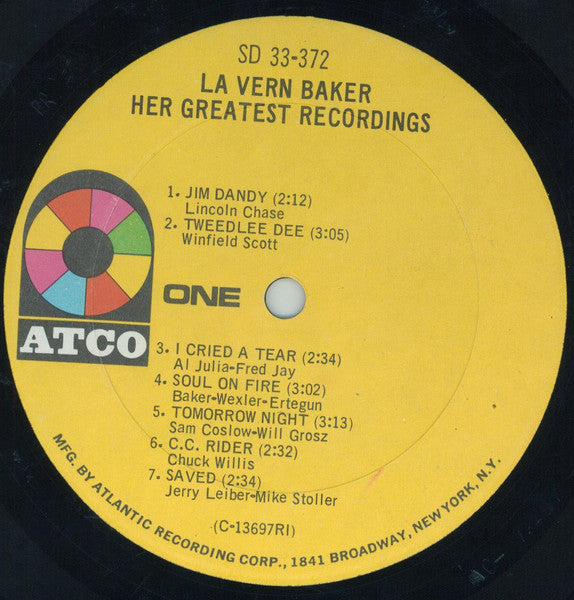 SD 33-372
LA VERN BAKER
HER GREATEST RECORDINGS
1. JIM DANDY (2:12)
Lincoln Chase
2. TWEEDLEE DEE (3:05)
Winfield Scott
ONE
ATCO
3. I CRIED A TEAR (2:34)
Al Julia-Fred Jay
4. SOUL ON FIRE (3:02)
Baker-Wexler-Ertegun
5. TOMORROW NIGHT (3:13)
Sam Coslow-Will Grosz
6. C.C. RIDER (2:32)
Chuck Willis
7. SAVED (2:34)
Jerry Leiber-Mike Stoller
(C-13697RI)
MFG. BY ATLANTIC RECORDING CORP., 1841 BROADWAY, NEW YORK, N.Y.